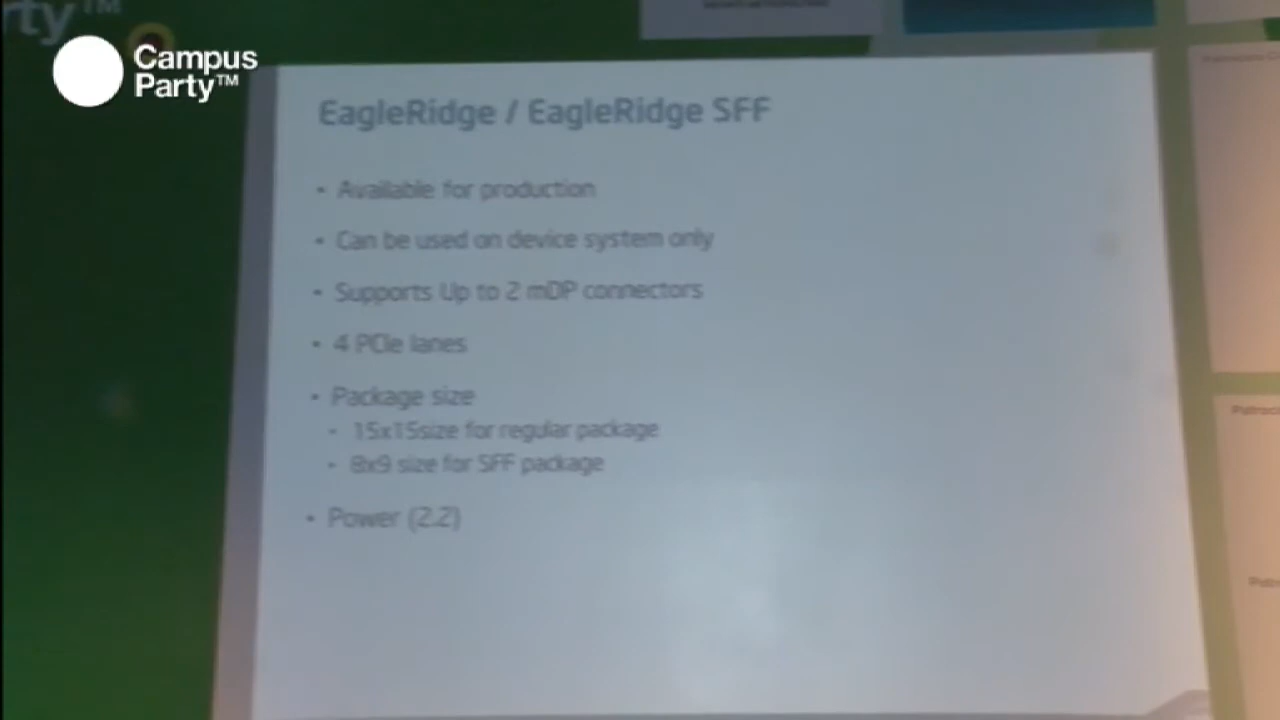 rty™
Campus
Party™
EagleRidge / EagleRidge SFF
• Available for production
• Can be used on device system only
• Supports Up to 2 mDP connectors
• 4 PCIe lanes
• Package size
- 15x15size for regular package
- 8x9 size for SFF package
• Power (2.2)